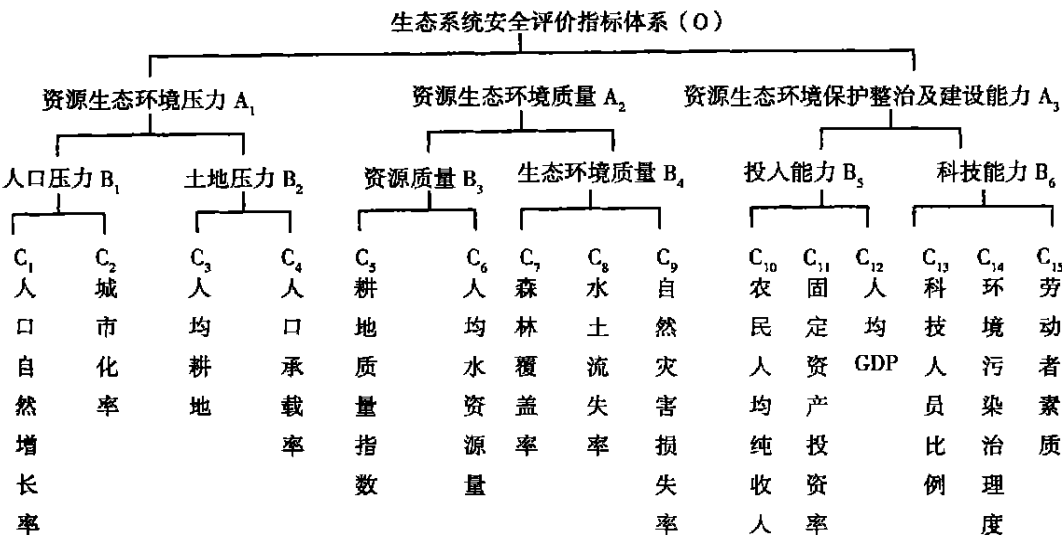 生态系统安全评价指标体系（O）
资源生态环境压力 A₁
资源生态环境质量 A₂
资源生态环境保护整治及建设能力 A₃
人口压力 B₁
土地压力 B₂
资源质量 B₃
生态环境质量 B₄
投入能力 B₅
科技能力 B₆
C₁
人口自然增长率
C₂
城市化率
C₃
人均耕地
C₄
人口承载率
C₅
耕地质量指数
C₆
人均水资源量
C₇
森林覆盖率
C₈
水土流失率
C₉
自然灾害损失率
C₁₀
农民人均纯收人
C₁₁
固定资产投资率
C₁₂
人均GDP
C₁₃
科技人员比例
C₁₄
环境污染治理度
C₁₅
劳动者素质